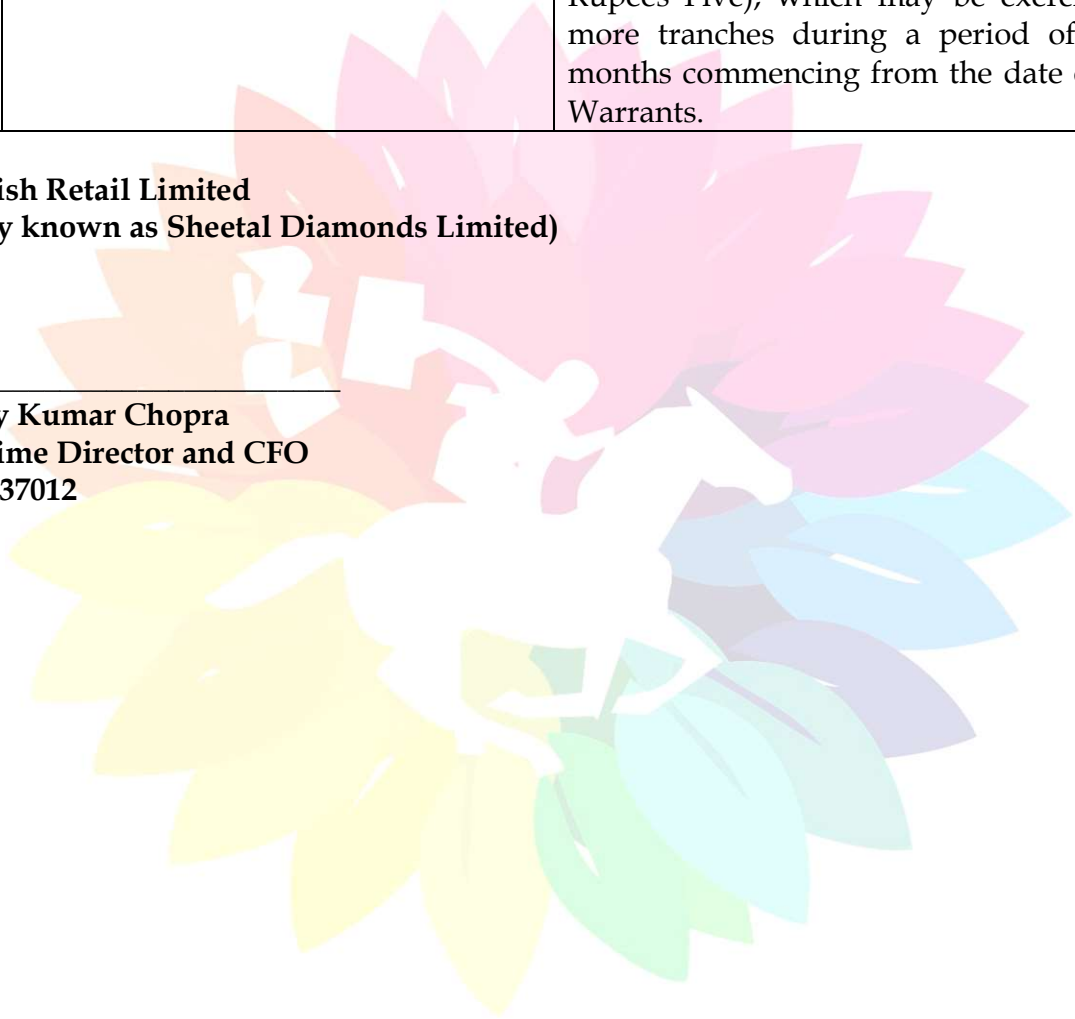 Rupees Five), which may be exerci
more tranches during a period of
months commencing from the date
Warrants.
ish Retail Limited
y known as Sheetal Diamonds Limited)
y Kumar Chopra
ime Director and CFO
37012